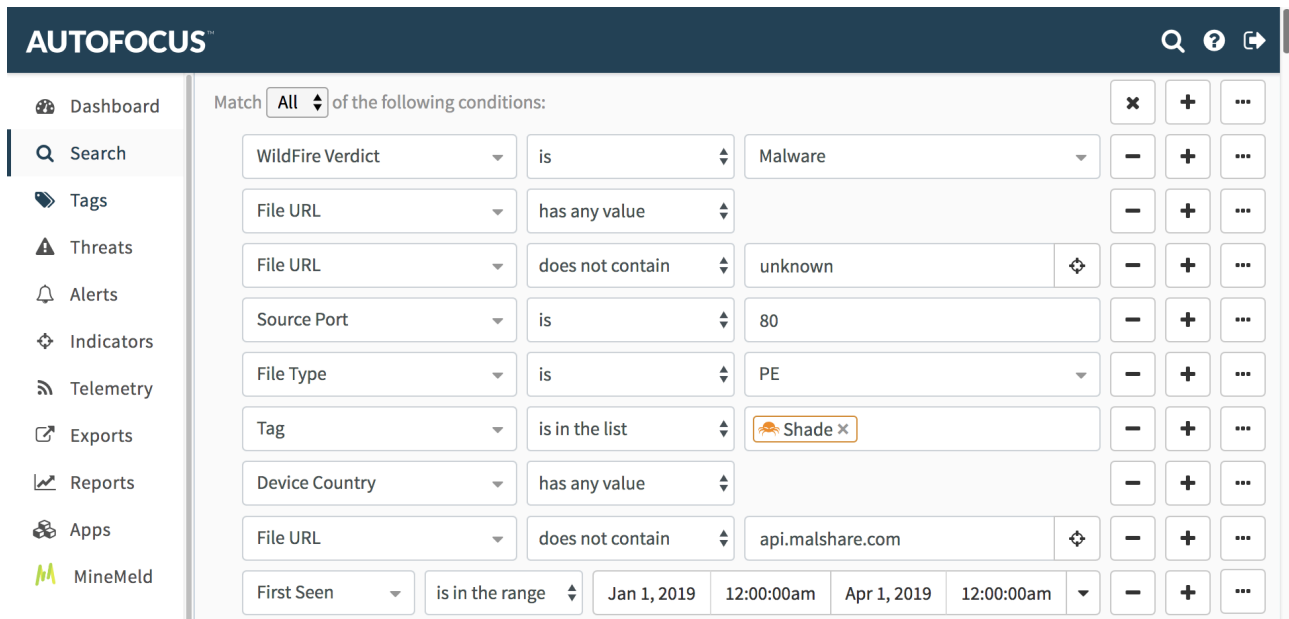 AUTOFOCUS™
Dashboard
Search
Tags
Threats
Alerts
Indicators
Telemetry
Exports
Reports
Apps
MineMeld
Match All of the following conditions:
WildFire Verdict is Malware
File URL has any value
File URL does not contain unknown
Source Port is 80
File Type is PE
Tag is in the list Shade
Device Country has any value
File URL does not contain api.malshare.com
First Seen is in the range Jan 1, 2019 12:00:00am Apr 1, 2019 12:00:00am